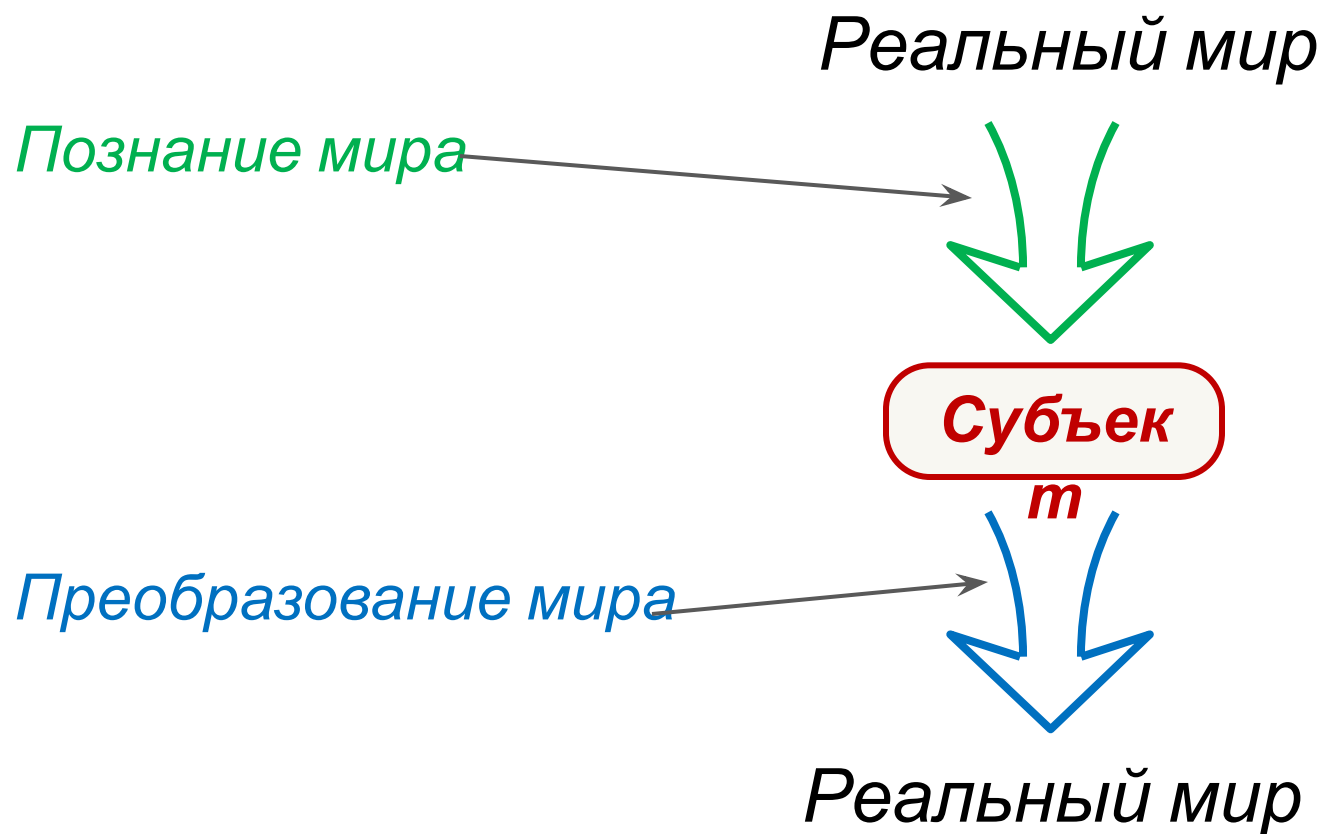 Реальный мир
Познание мира
Субъек
т
Преобразование мира
Реальный мир